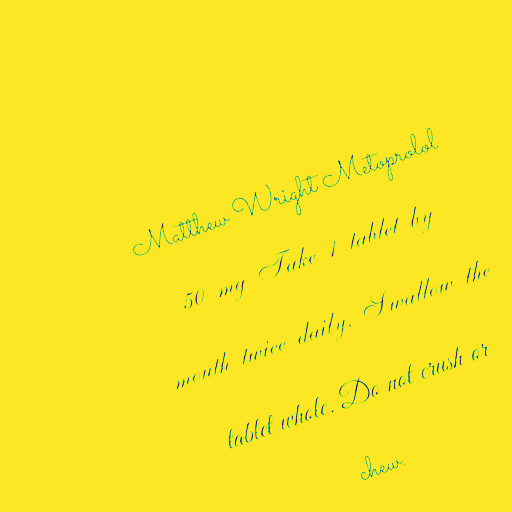 Matthew Wright Metoprolol
50 mg Take 1 tablet by
mouth twice daily. Swallow the
tablet whole. Do not crush or
chew.